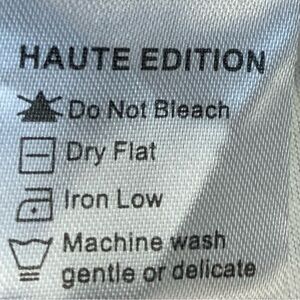 HAUTE EDITION
Do Not Bleach
Dry Flat
Iron Low
Machine wash
gentle or delicate